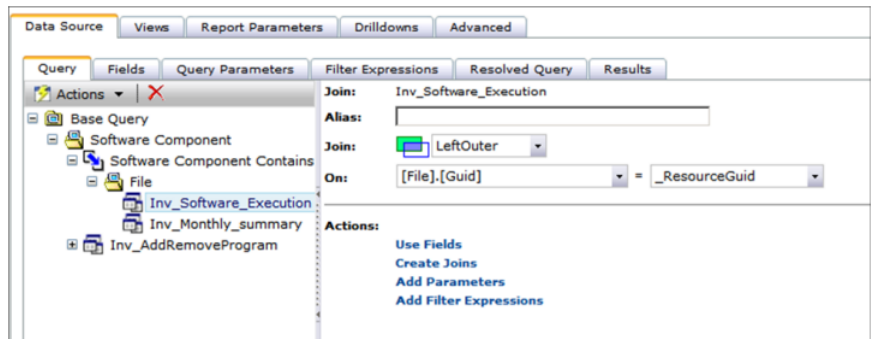 Data Source Views Report Parameters Drilldowns Advanced
Query Fields Query Parameters Filter Expressions Resolved Query Results
Actions
Base Query
Software Component
Software Component Contains
File
Inv_Software_Execution
Inv_Monthly_summary
Inv_AddRemoveProgram
Join: Inv_Software_Execution
Alias:
Join: LeftOuter
On: [File].[Guid] = _ResourceGuid
Actions:
Use Fields
Create Joins
Add Parameters
Add Filter Expressions